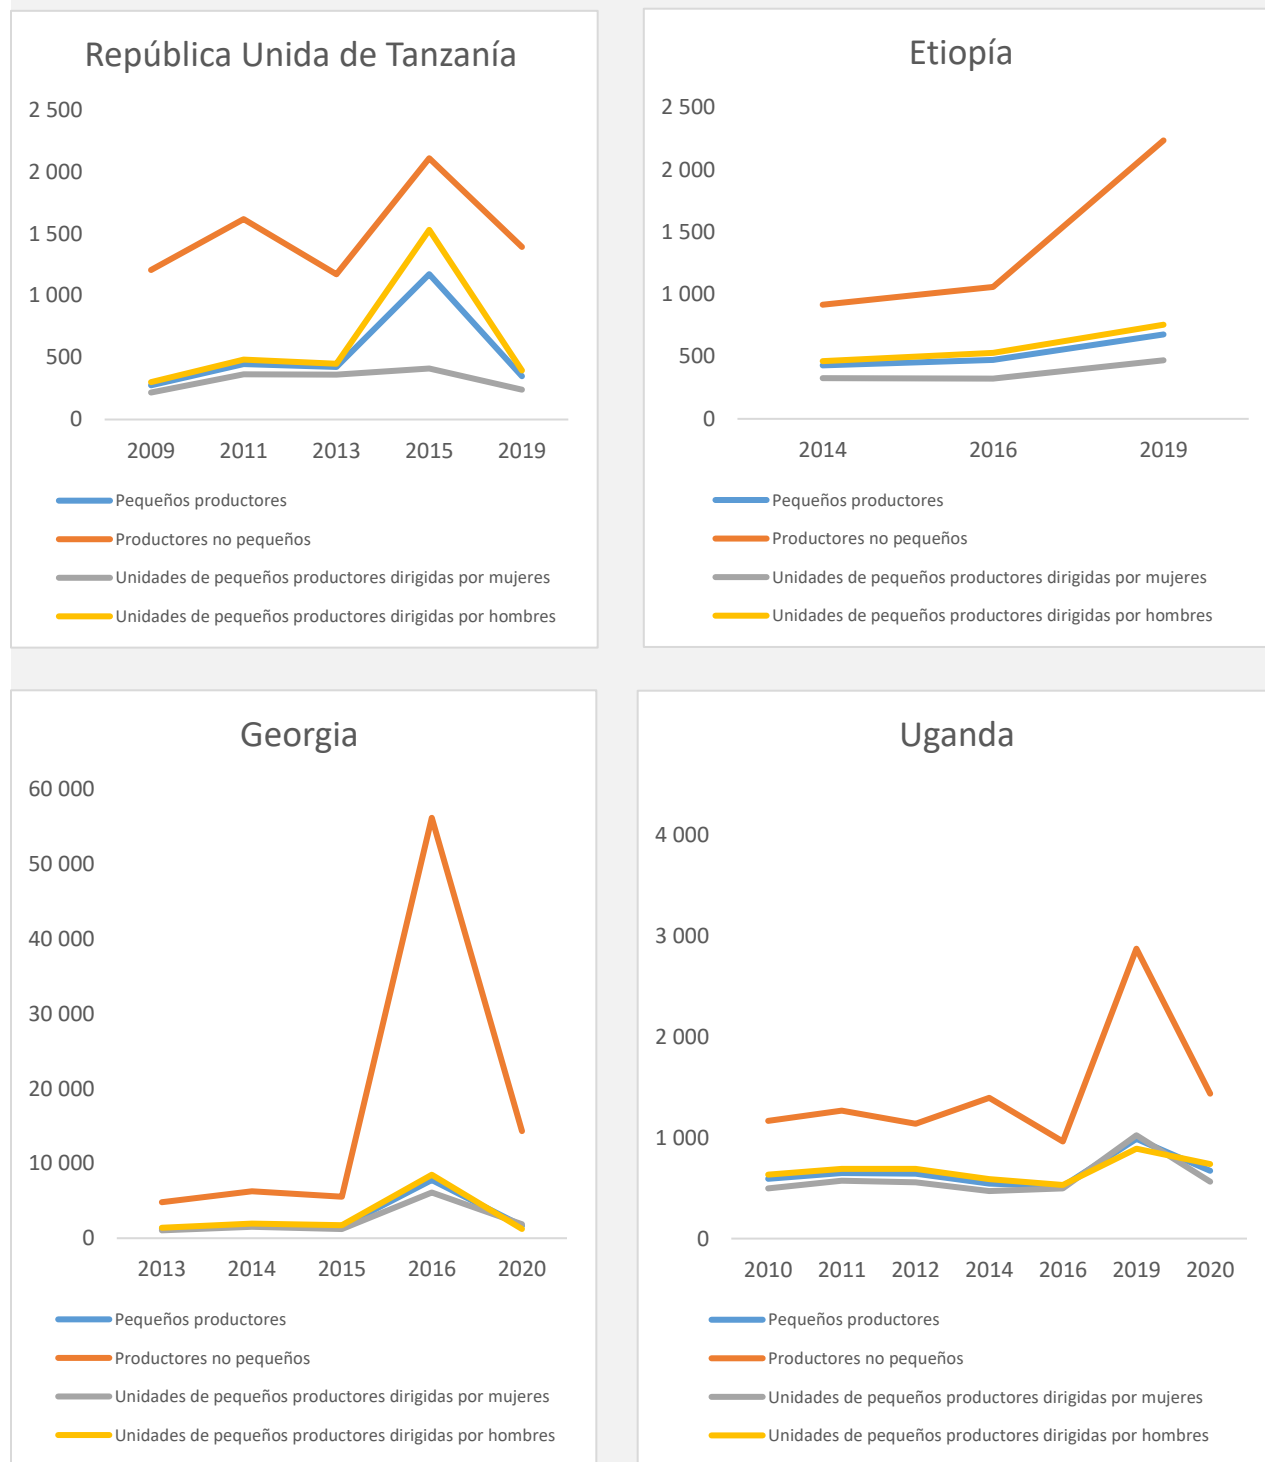 República Unida de Tanzanía
2 500
2 000
1 500
1 000
500
0
2009 2011 2013 2015 2019
Pequeños productores
Productores no pequeños
Unidades de pequeños productores dirigidas por mujeres
Unidades de pequeños productores dirigidas por hombres
Etiopía
2 500
2 000
1 500
1 000
500
0
2014 2016 2019
Pequeños productores
Productores no pequeños
Unidades de pequeños productores dirigidas por mujeres
Unidades de pequeños productores dirigidas por hombres
Georgia
60 000
50 000
40 000
30 000
20 000
10 000
0
2013 2014 2015 2016 2020
Pequeños productores
Productores no pequeños
Unidades de pequeños productores dirigidas por mujeres
Unidades de pequeños productores dirigidas por hombres
Uganda
4 000
3 000
2 000
1 000
0
2010 2011 2012 2014 2016 2019 2020
Pequeños productores
Productores no pequeños
Unidades de pequeños productores dirigidas por mujeres
Unidades de pequeños productores dirigidas por hombres